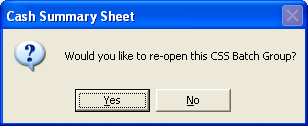 Cash Summary Sheet
Would you like to re-open this CSS Batch Group?
Yes
No